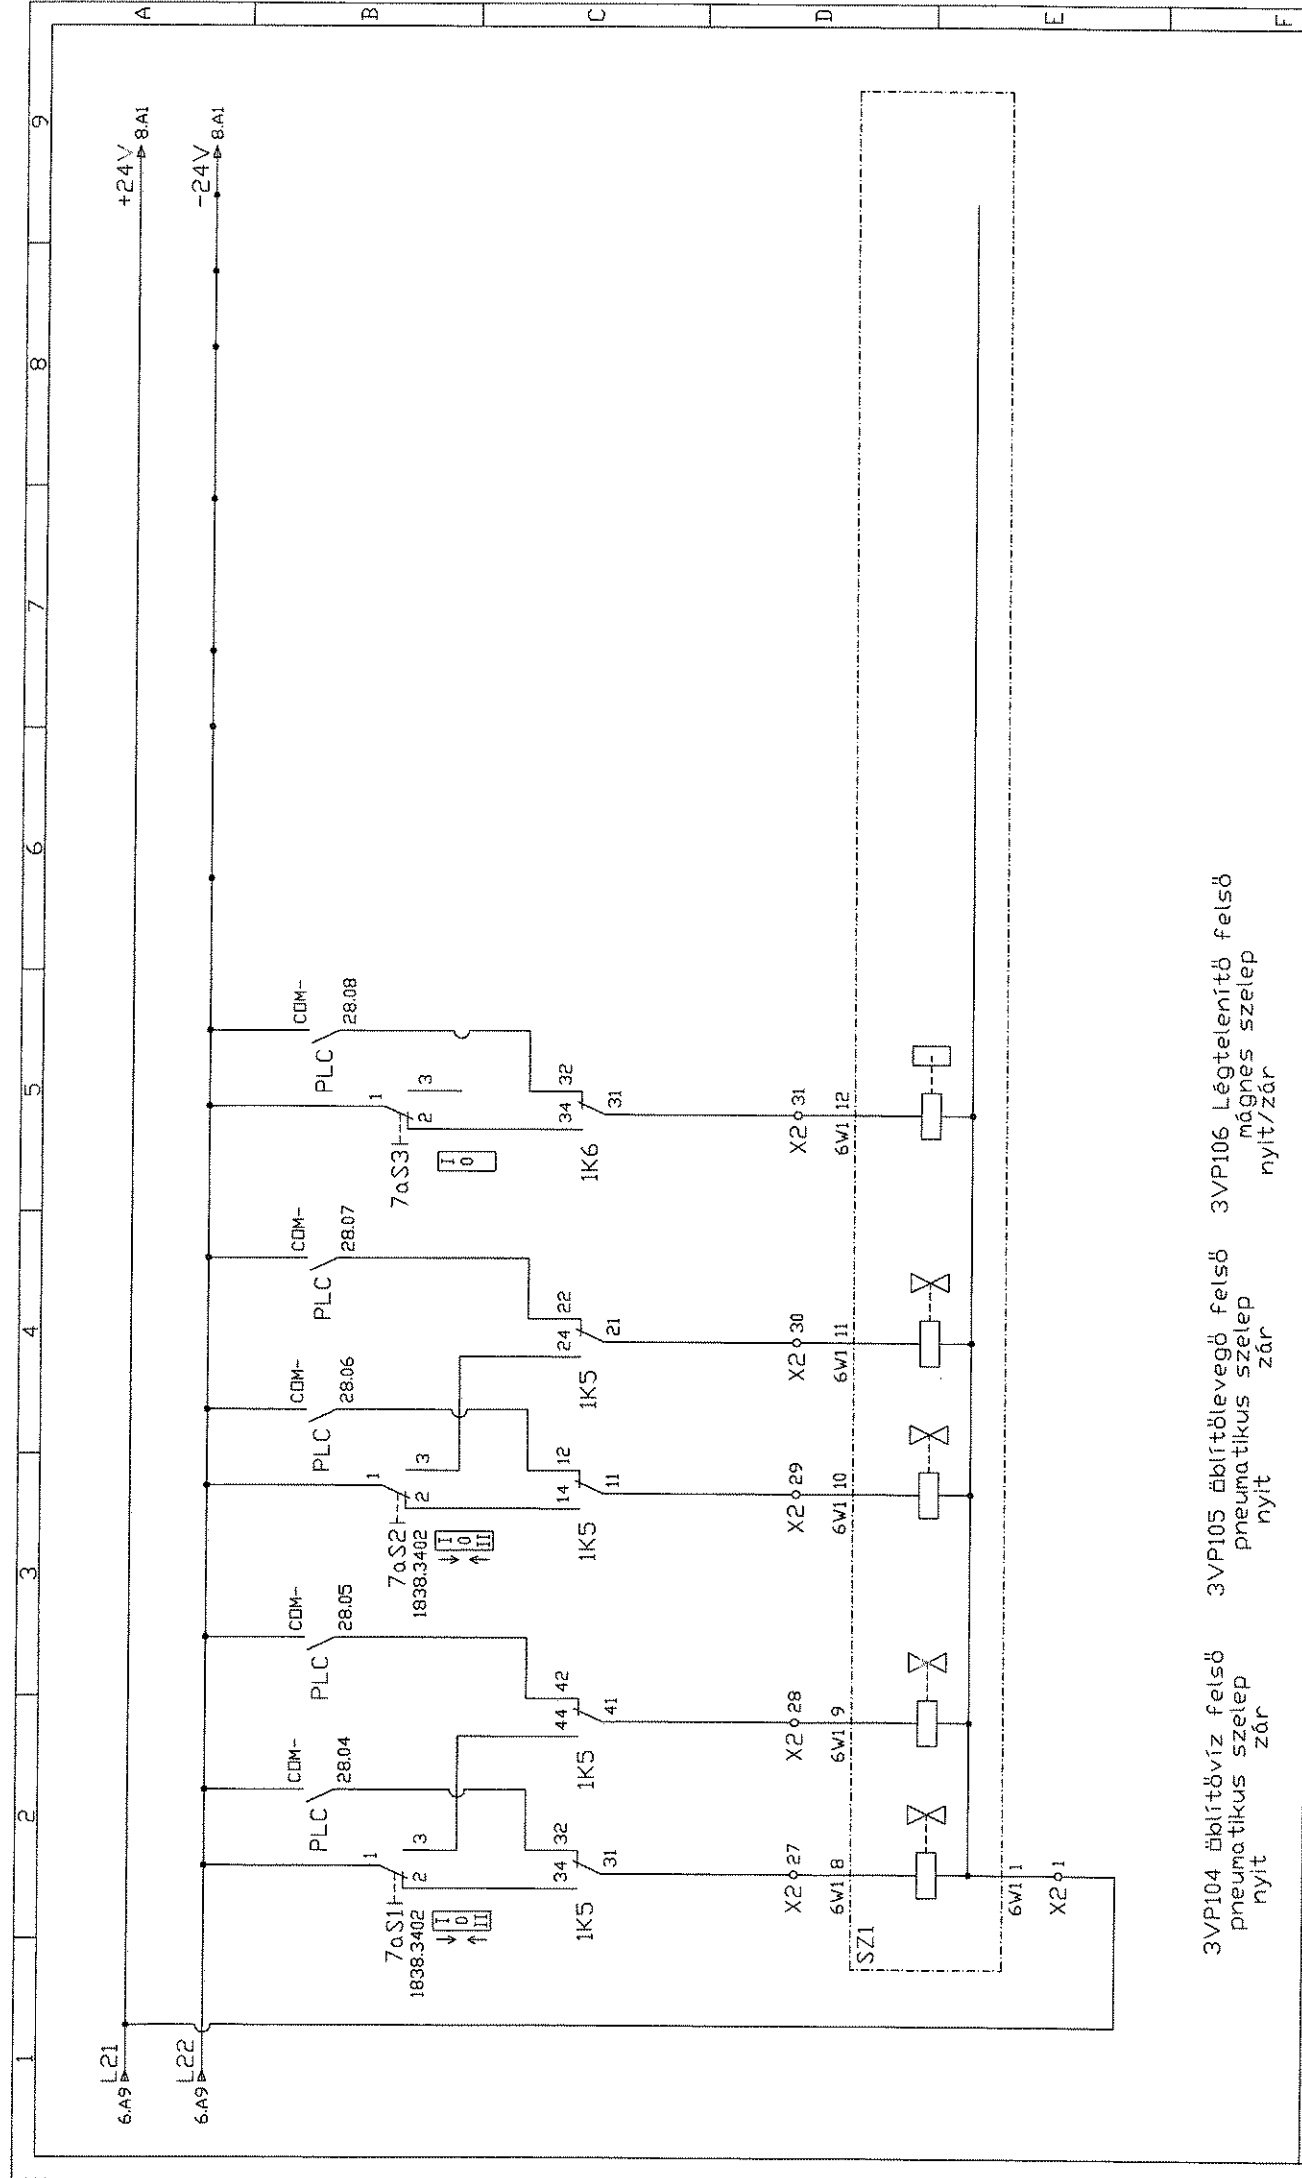 1 2 3 4 5 6 7 8 9
A
B
C
D
E
F
6.A9 L21
+24V 8.A1
6.A9 L22
-24V 8.A1
COM- COM- COM- COM- COM-
PLC 28.04
PLC 28.05
PLC 28.06
PLC 28.07
PLC 28.08
7aS1 1 2 3
1838.3402
I
0
II
7aS2 1 2 3
1838.3402
I
0
II
7aS3 1 2 3
I
0
34 32
1K5 31
44 42
1K5 41
14 12
1K5 11
24 22
1K5 21
34 32
1K6 31
X2 27
X2 28
X2 29
X2 30
X2 31
6W1 8
6W1 9
6W1 10
6W1 11
6W1 12
SZ1
6W1 1
X2 1
3VP104 öblítővíz felső
pneumatikus szelep
nyit zár
3VP105 öblítőlevegő felső
pneumatikus szelep
nyit zár
3VP106 Légtelenítő felső
mágnes szelep
nyit/zár